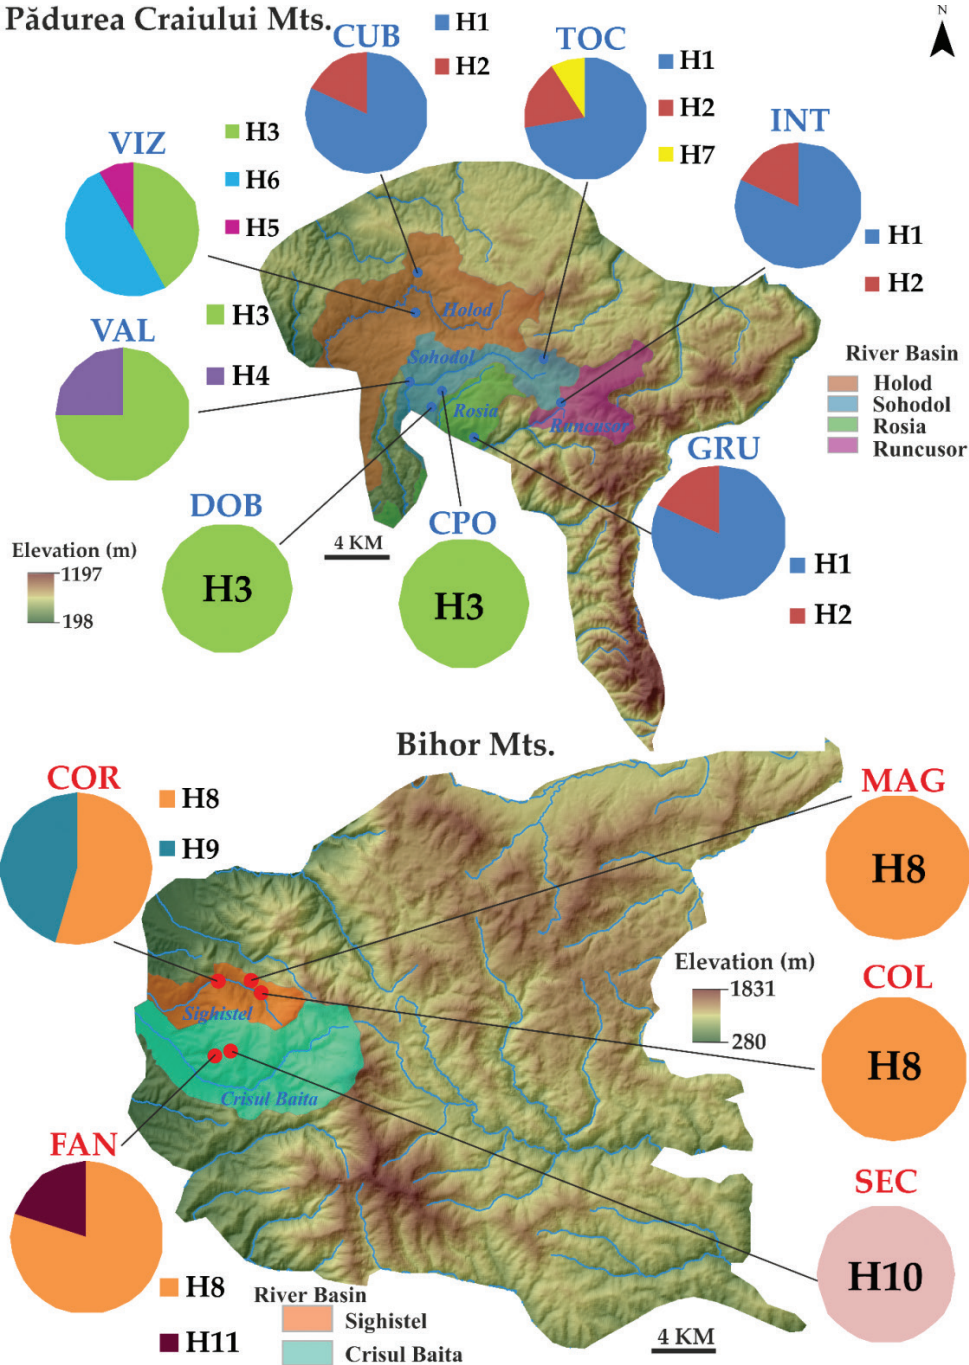 Pădurea Craiului Mts.
N
CUB
H1
H2
TOC
H1
H2
H7
INT
H1
H2
VIZ
H3
H6
H5
VAL
H3
H4
Holod
Sohodol
Rosia
Runcusor
River Basin
Holod
Sohodol
Rosia
Runcusor
GRU
H1
H2
DOB
H3
CPO
H3
4 KM
Elevation (m)
1197
198
Bihor Mts.
COR
H8
H9
MAG
H8
Elevation (m)
1831
280
COL
H8
Sighistel
Crisul Baita
FAN
H8
H11
SEC
H10
River Basin
Sighistel
Crisul Baita
4 KM